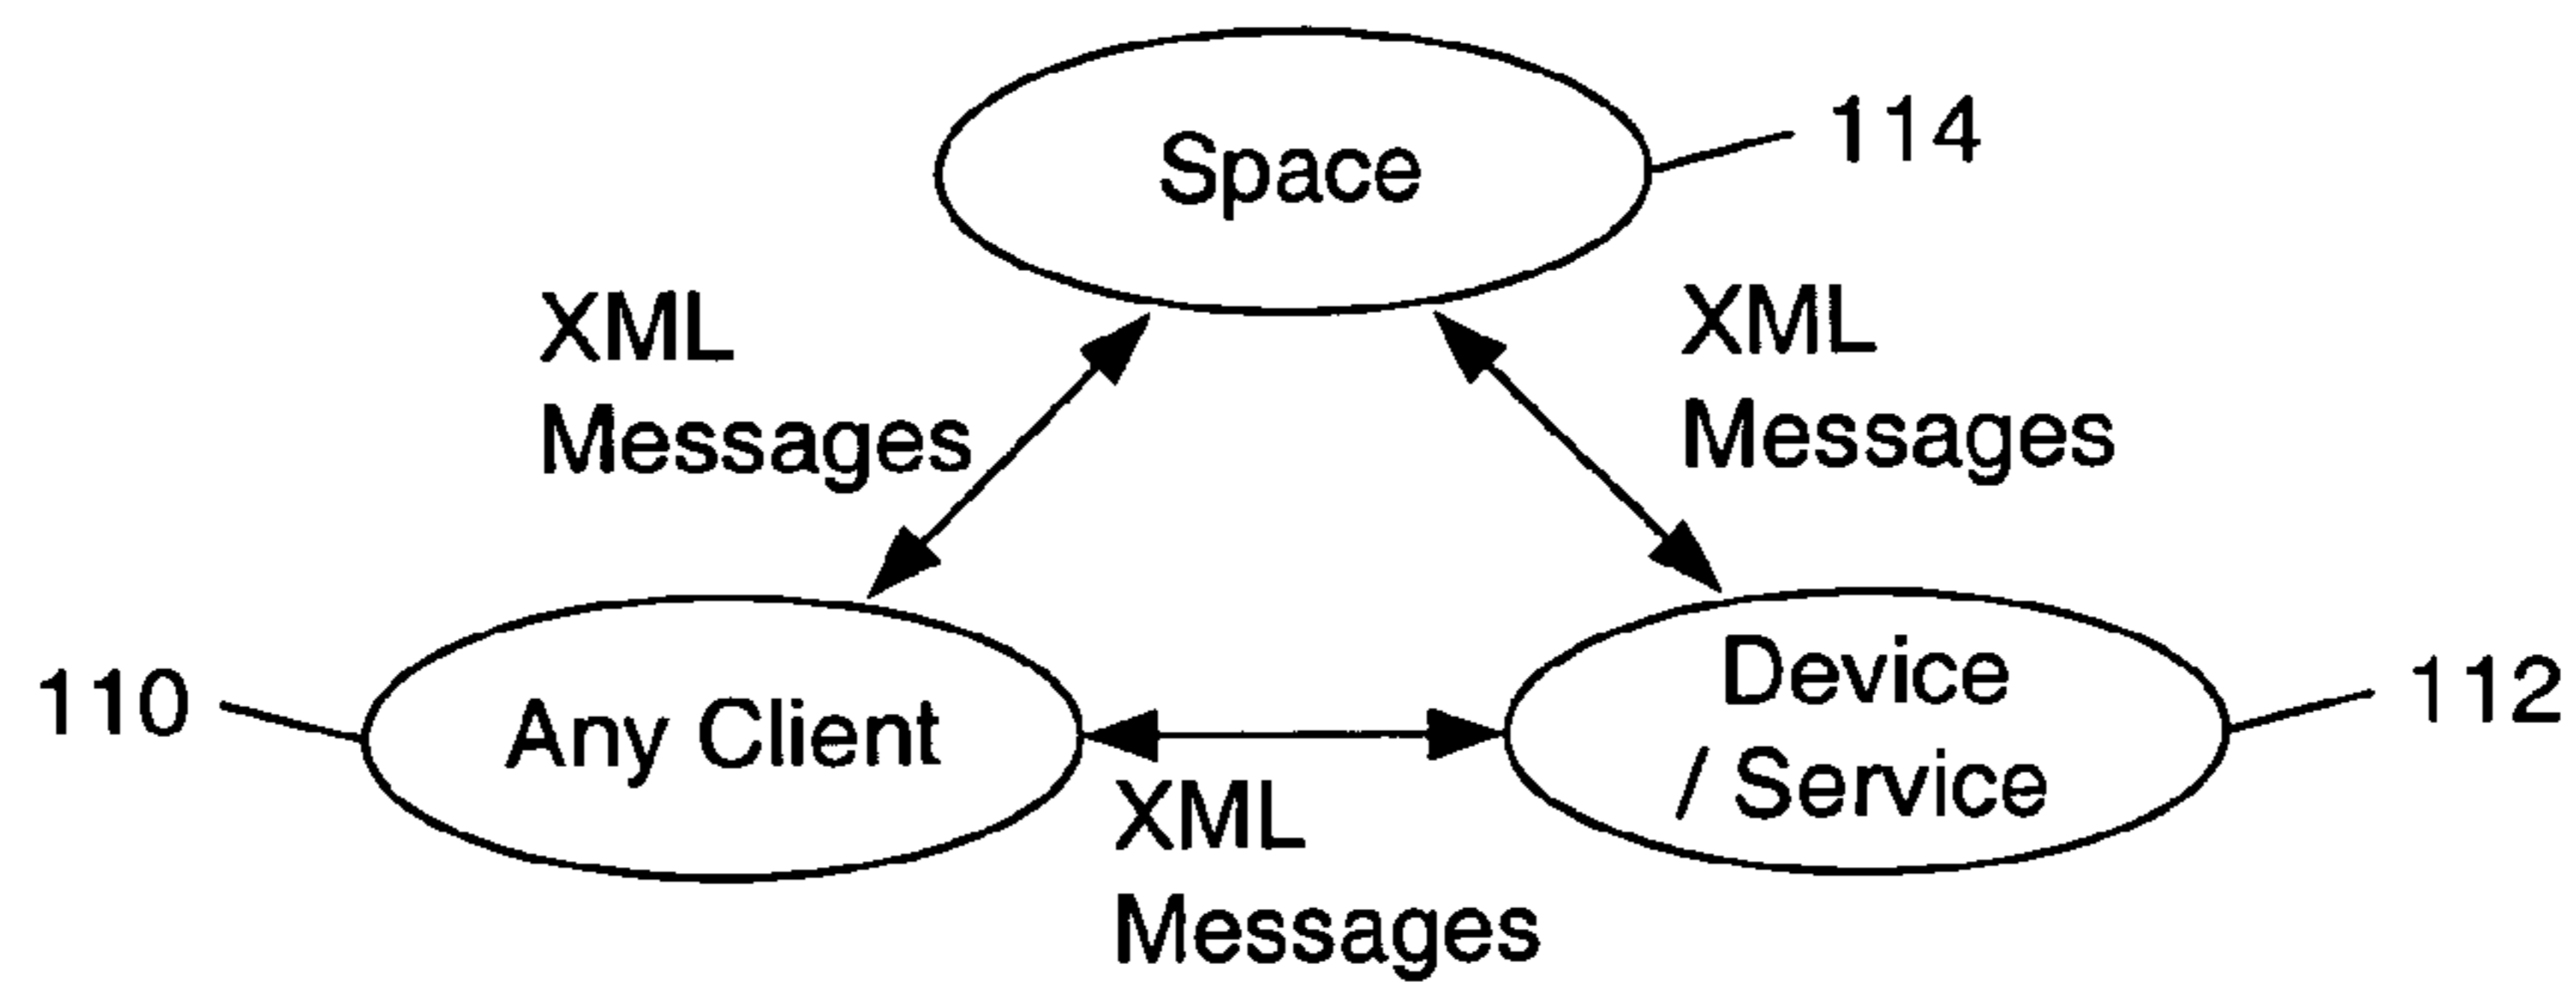 Space
114
XML
Messages
XML
Messages
110
Any Client
Device
/ Service
112
XML
Messages